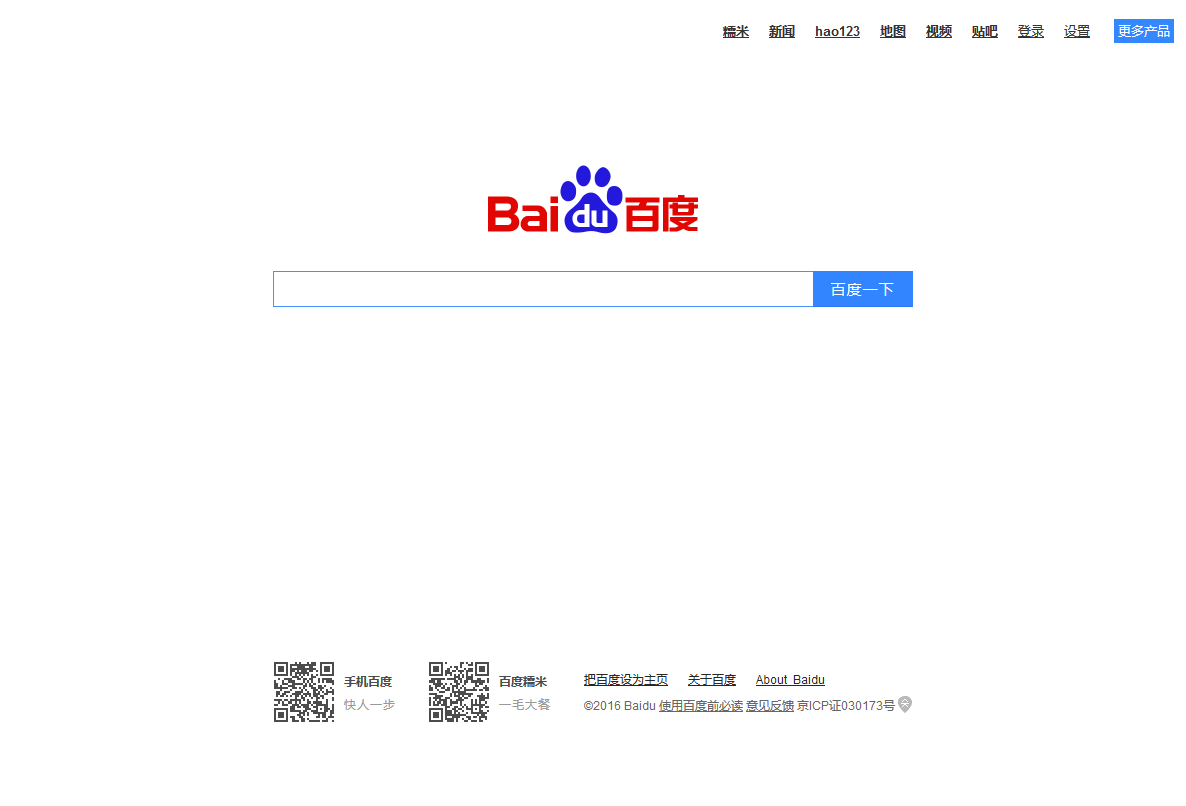 糯米 新闻 hao123 地图 视频 贴吧 登录 设置 更多产品
Bai du 百度
百度一下
手机百度
快人一步
百度糯米
一毛大餐
把百度设为主页 关于百度 About Baidu
©2016 Baidu 使用百度前必读 意见反馈 京ICP证030173号